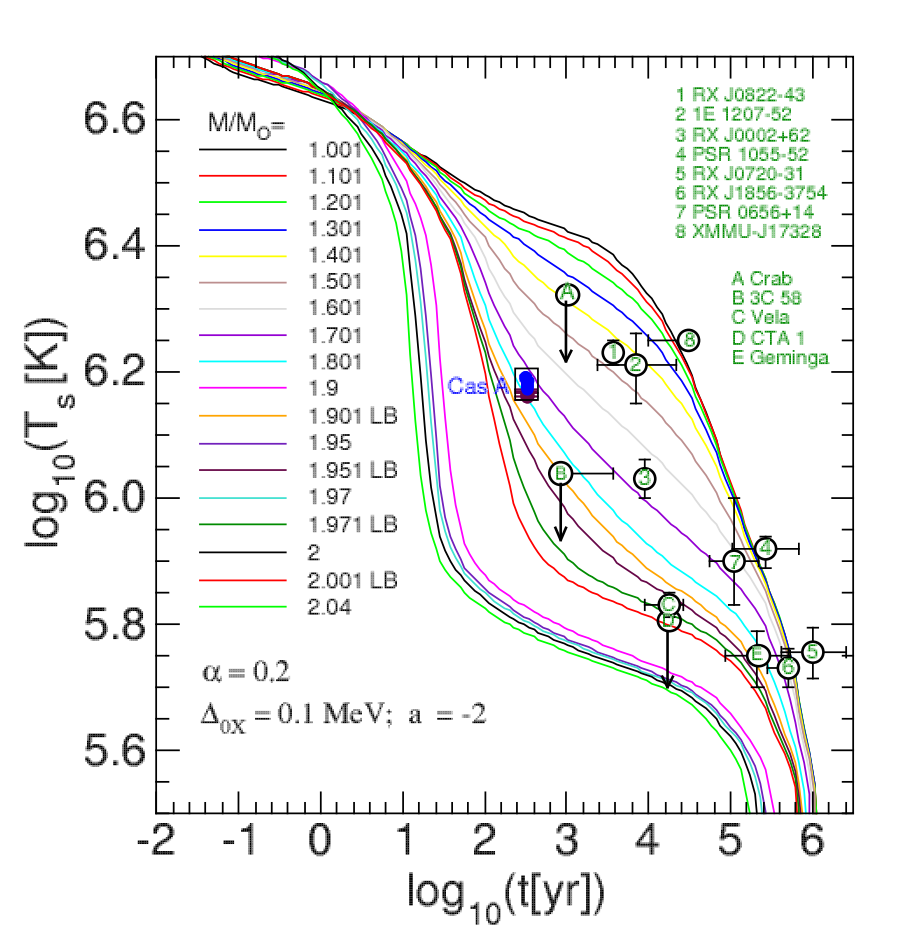 1 RX J0822-43
2 1E 1207-52
3 RX J0002+62
4 PSR 1055-52
5 RX J0720-31
6 RX J1856-3754
7 PSR 0656+14
8 XMMU-J17328
A Crab
B 3C 58
C Vela
D CTA 1
E Geminga
M/M_O=
1.001
1.101
1.201
1.301
1.401
1.501
1.601
1.701
1.801
1.9
1.901 LB
1.95
1.951 LB
1.97
1.971 LB
2
2.001 LB
2.04
α = 0.2
Δ_0X = 0.1 MeV; a = -2
Cas A
A
1
2
8
B
3
7
4
C
D
E
6
5
log_10(T_s[K])
6.6
6.4
6.2
6.0
5.8
5.6
-2 -1 0 1 2 3 4 5 6
log_10(t[yr])